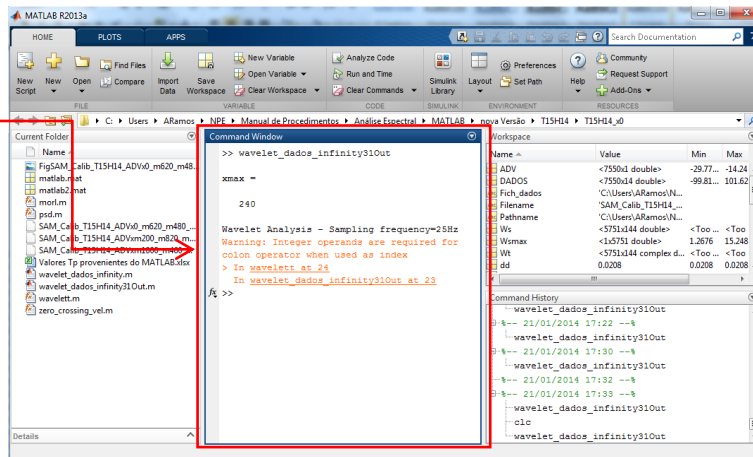 MATLAB R2013a
HOME PLOTS APPS
Search Documentation
New Script
New
Open
Find Files
Compare
Import Data
Save Workspace
New Variable
Open Variable
Clear Workspace
Analyze Code
Run and Time
Clear Commands
Simulink Library
Layout
Preferences
Set Path
Help
Community
Request Support
Add-Ons
FILE VARIABLE CODE SIMULINK ENVIRONMENT RESOURCES
C: Users ARamos NPE Manual de Procedimentos Análise Espectral MATLAB nova Versão T15H14 T15H14_x0
Current Folder
Name
FigSAM_Calib_T15H14_ADVx0_m620_m48...
matlab.mat
matlab2.mat
morl.m
psd.m
SAM_Calib_T15H14_ADVx0_m620_m480_...
SAM_Calib_T15H14_ADVxm200_m820_m...
SAM_Calib_T15H14_ADVxm1000_m480_...
Valores Tp provenientes do MATLAB.xlsx
wavelet_dados_infinity.m
wavelet_dados_infinity31Out.m
wavelett.m
zero_crossing_vel.m
Details
Command Window
>> wavelet_dados_infinity31Out
xmax =
240
Wavelet Analysis - Sampling frequency=25Hz
Warning: Integer operands are required for
colon operator when used as index
> In wavelett at 24
In wavelet_dados_infinity31Out at 23
fx >>
Workspace
Name Value Min Max
ADV <7550x1 double> -29.77... -14.24
DADOS <7550x14 double> -99.81... 101.62
Fich_dados 'C:\Users\ARamos\N...
Filename 'SAM_Calib_T15H14_...
Pathname 'C:\Users\ARamos\N...
Ws <5751x144 double> <Too ... <Too
Wsmax <1x5751 double> 1.2676 15.248
Wt <5751x144 complex d... <Too ... <Too
dd 0.0208 0.0208 0.0208
Command History
wavelet_dados_infinity31Out
%-- 21/01/2014 17:22 --%
wavelet_dados_infinity31Out
%-- 21/01/2014 17:30 --%
wavelet_dados_infinity31Out
%-- 21/01/2014 17:32 --%
%-- 21/01/2014 17:33 --%
wavelet_dados_infinity31Out
clc
wavelet_dados_infinity31Out